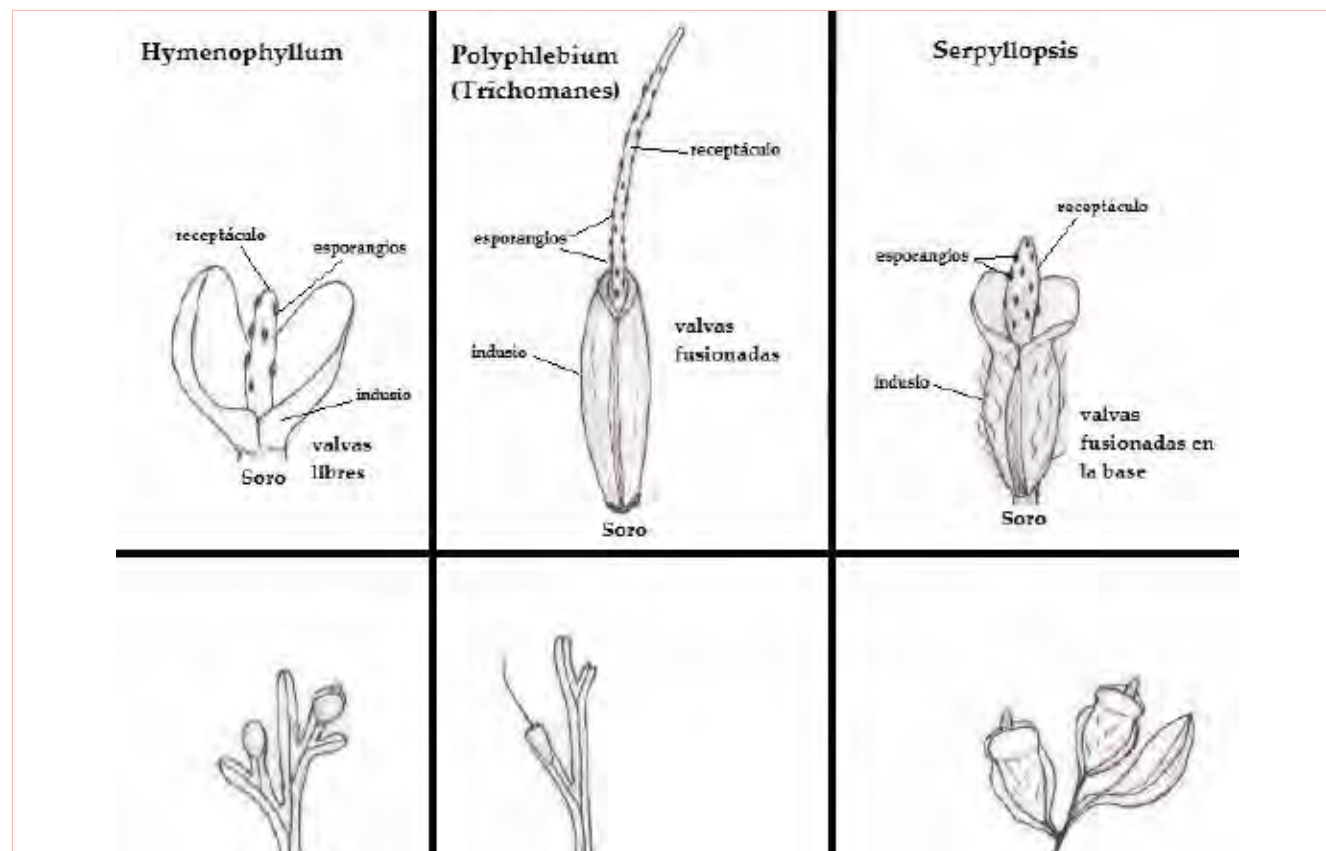 Hymenophyllum
receptáculo
esporangios
indusio
valvas
libres
Soro
Polyphlebium
(Trichomanes)
receptáculo
esporangios
indusio
valvas
fusionadas
Soro
Serpyllopsis
receptáculo
esporangios
indusio
valvas
fusionadas en
la base
Soro